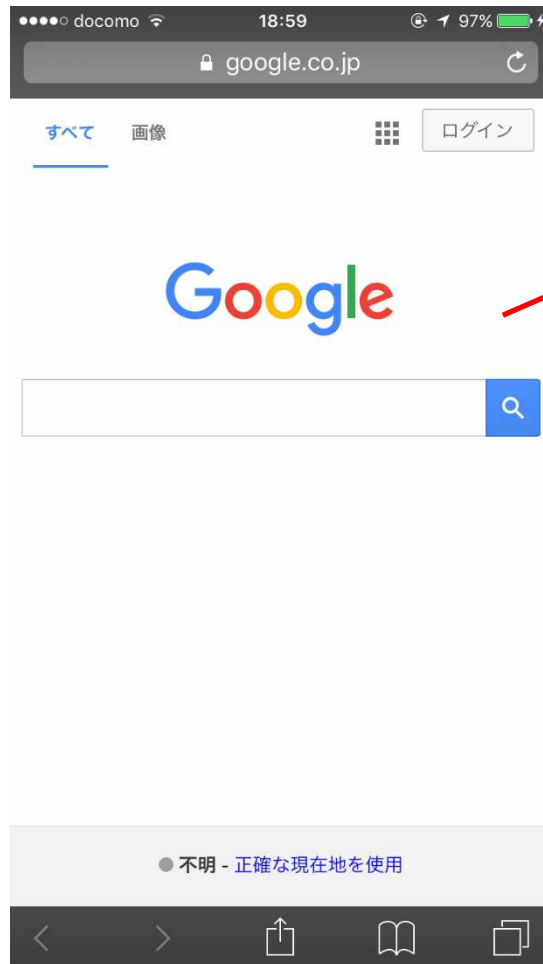 docomo 18:59 97%
google.co.jp
すべて 画像 ログイン
Google
不明 - 正確な現在地を使用